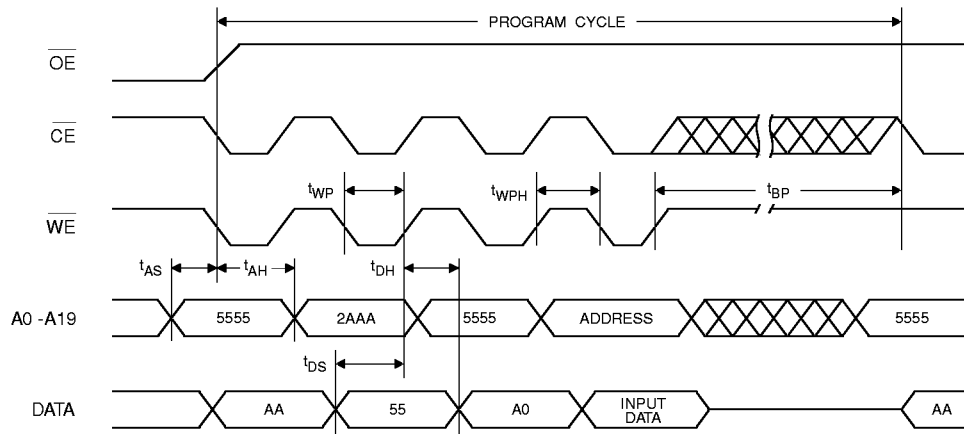 PROGRAM CYCLE
OE
CE
tWP
tWPH
tBP
WE
tAS
tAH
tDH
A0 -A19
5555
2AAA
5555
ADDRESS
5555
tDS
DATA
AA
55
A0
INPUT
DATA
AA